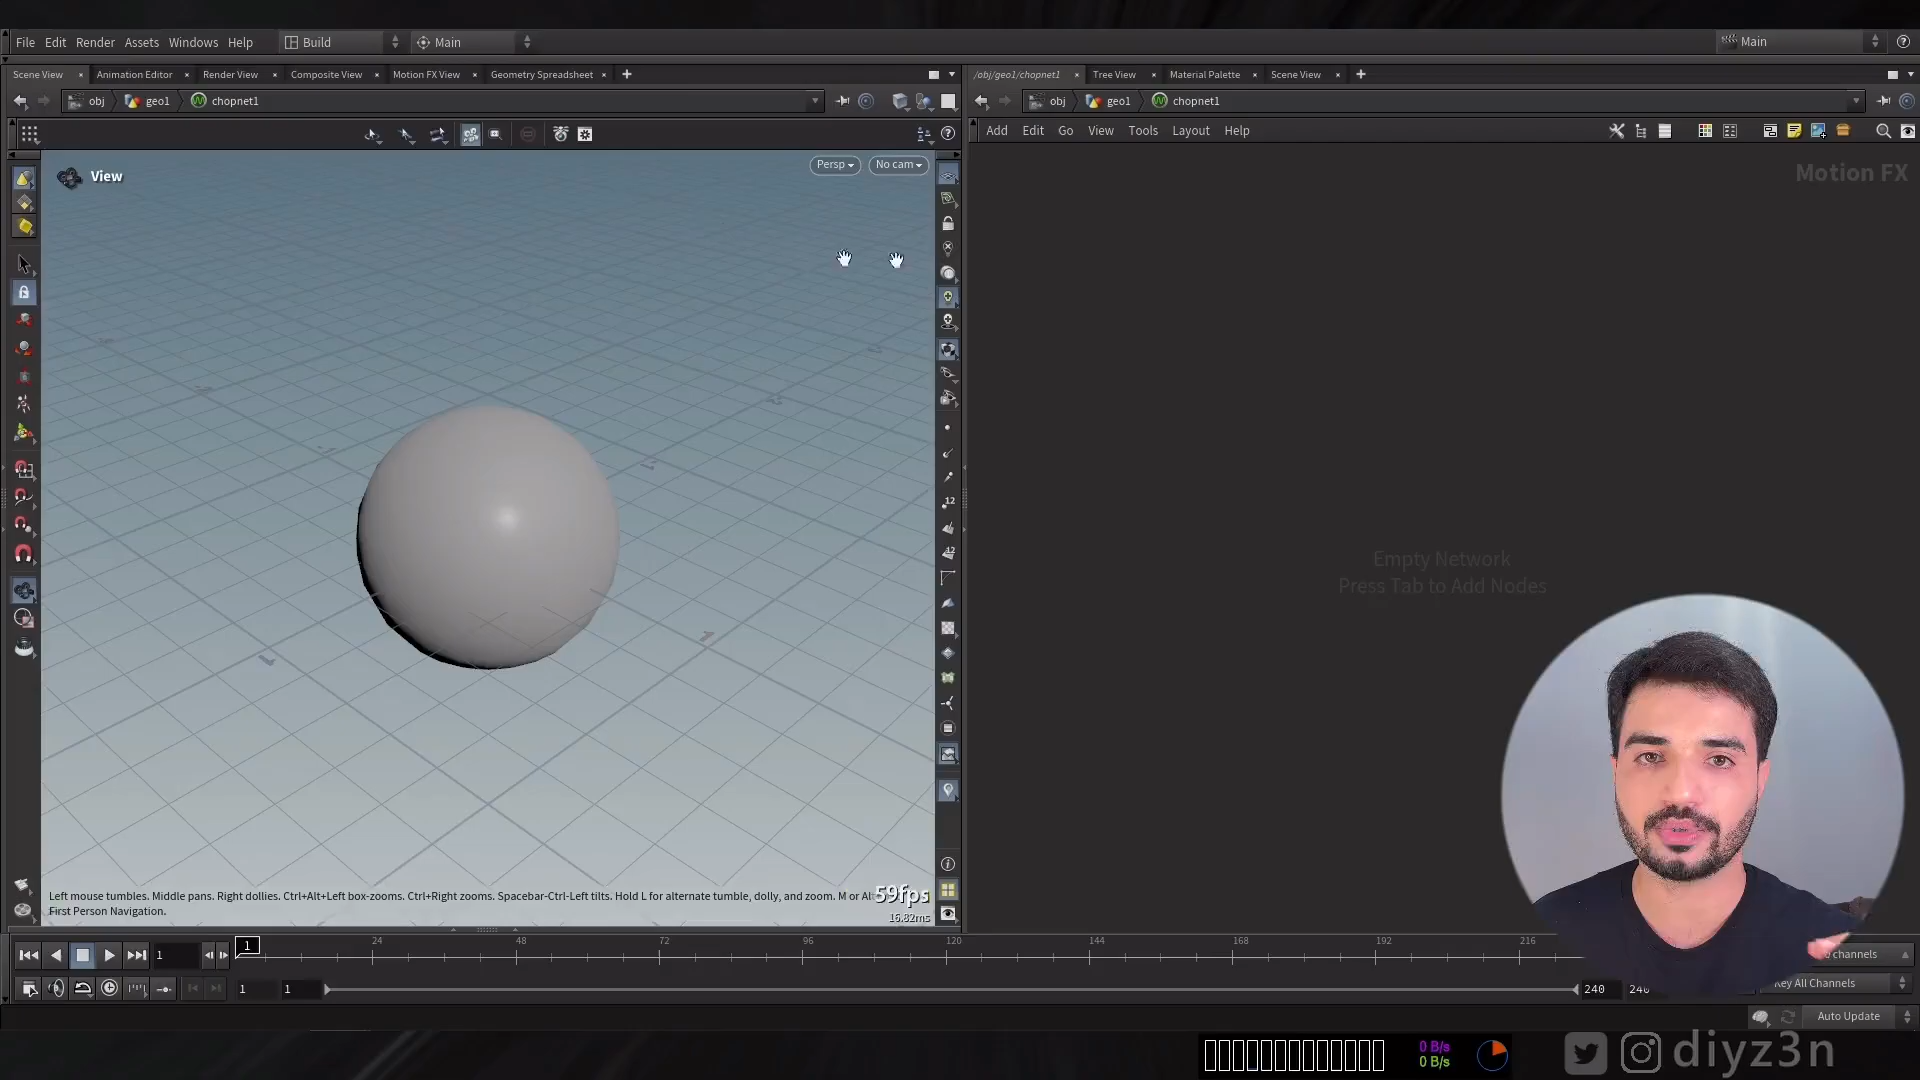 File Edit Render Assets Windows Help Build Main Main
Scene View × Animation Editor × Render View × Composite View × Motion FX View × Geometry Spreadsheet × +
/obj/geo1/chopnet1 × Tree View × Material Palette × Scene View × +
obj geo1 chopnet1
obj geo1 chopnet1
Add Edit Go View Tools Layout Help
View
Persp No cam
Motion FX
Empty Network
Press Tab to Add Nodes
12
12
Left mouse tumbles. Middle pans. Right dollies. Ctrl+Alt+Left box-zooms. Ctrl+Right zooms. Spacebar-Ctrl-Left tilts. Hold L for alternate tumble, dolly, and zoom. M or Al
First Person Navigation.
59fps
16.82ms
1 1 24 48 72 96 120 144 168 192 216
channels
1 1 240 240
Key All Channels
Auto Update
0 B/s
0 B/s
diyz3n